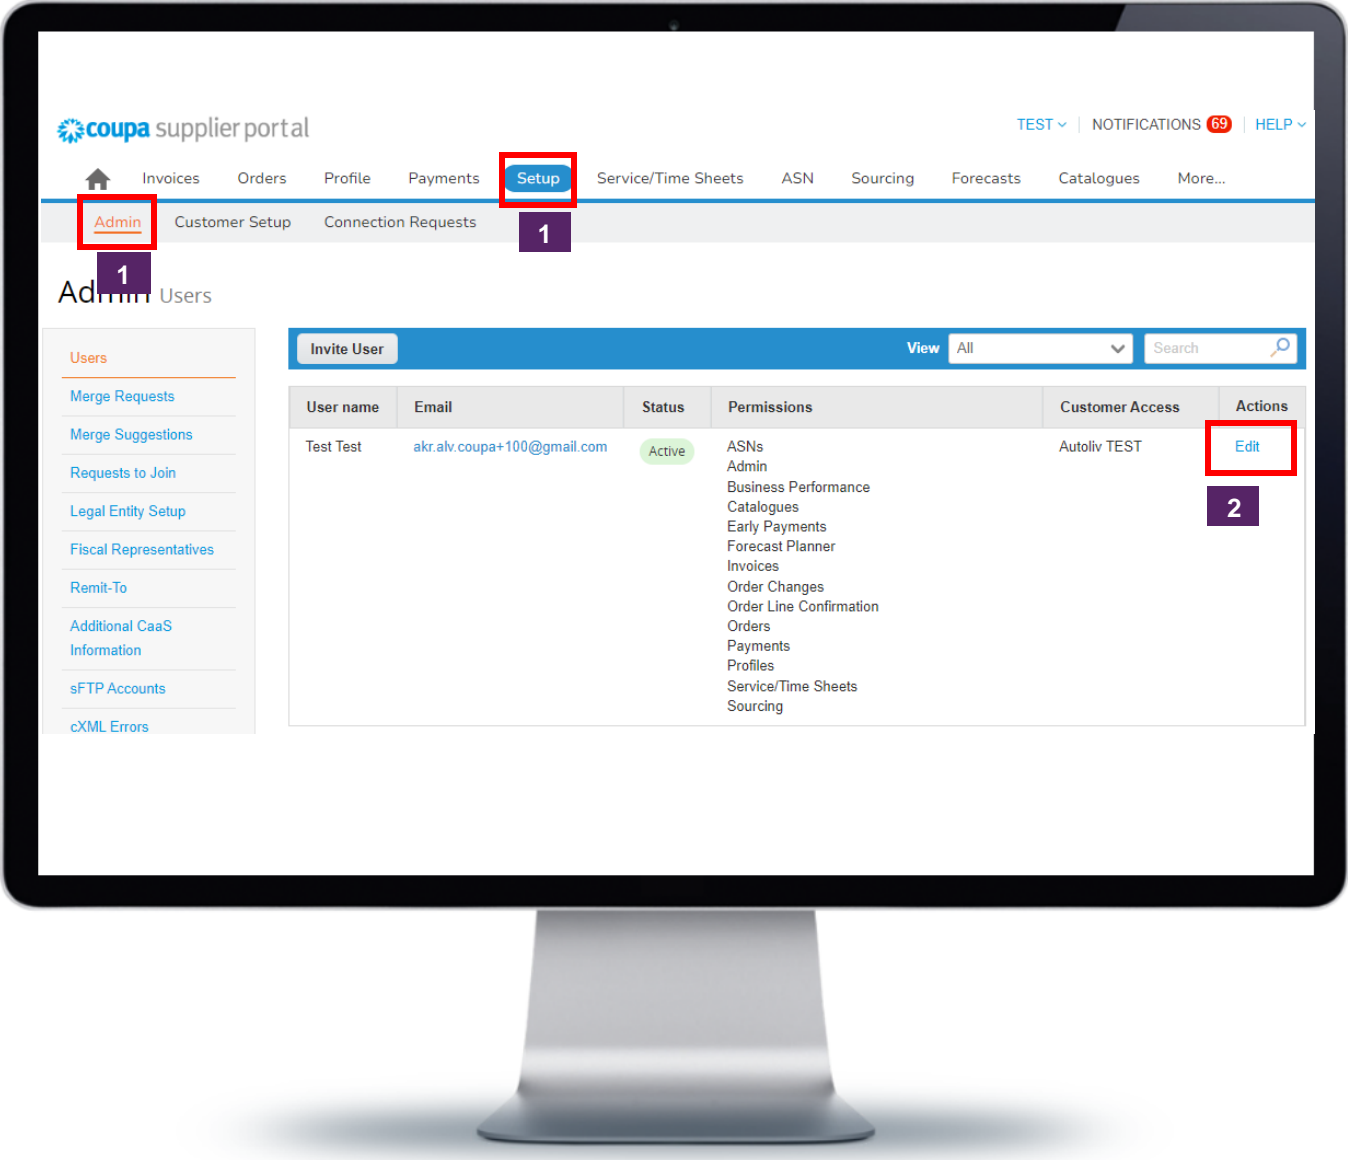 coupa supplier portal
TEST NOTIFICATIONS 69 HELP
Invoices Orders Profile Payments Setup Service/Time Sheets ASN Sourcing Forecasts Catalogues More...
Admin Customer Setup Connection Requests
1
1
Admin Users
Users
Merge Requests
Merge Suggestions
Requests to Join
Legal Entity Setup
Fiscal Representatives
Remit-To
Additional CaaS
Information
sFTP Accounts
cXML Errors
Invite User View All Search
User name Email Status Permissions Customer Access Actions
Test Test akr.alv.coupa+100@gmail.com Active ASNs Autoliv TEST Edit
Admin
Business Performance
Catalogues
Early Payments
Forecast Planner
Invoices
Order Changes
Order Line Confirmation
Orders
Payments
Profiles
Service/Time Sheets
Sourcing
2